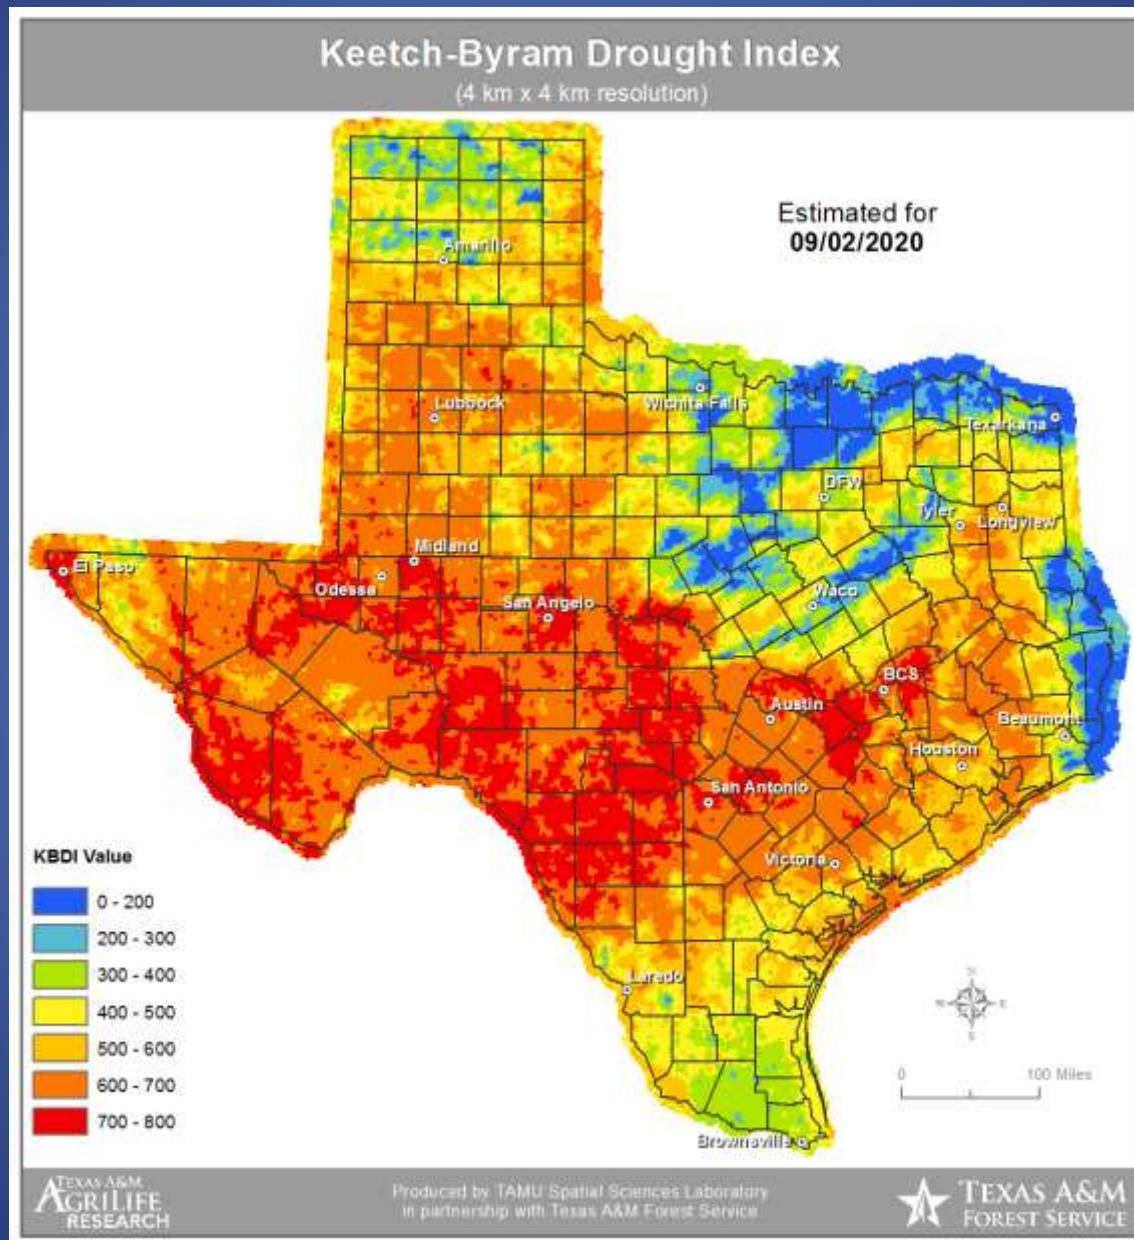 Keetch-Byram Drought Index
(4 km x 4 km resolution)
Estimated for
09/02/2020
Amarillo
Lubbock
Wichita Falls
Texarkana
DFW
Tyler
Longview
Midland
El Paso
Odessa
San Angelo
Waco
BCS
Austin
Beaumont
Houston
San Antonio
Victoria
Laredo
Brownsville
KBDI Value
0 - 200
200 - 300
300 - 400
400 - 500
500 - 600
600 - 700
700 - 800
N
W E
S
0 100 Miles
TEXAS A&M
AGRILIFE
RESEARCH
Produced by TAMU Spatial Sciences Laboratory
in partnership with Texas A&M Forest Service
TEXAS A&M
FOREST SERVICE